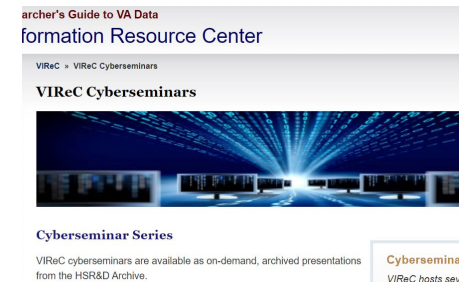 archer's Guide to VA Data
formation Resource Center
VIReC » VIReC Cyberseminars
VIReC Cyberseminars
Cyberseminar Series
VIReC cyberseminars are available as on-demand, archived presentations
from the HSR&D Archive.
Cybersemina
VIReC hosts sev